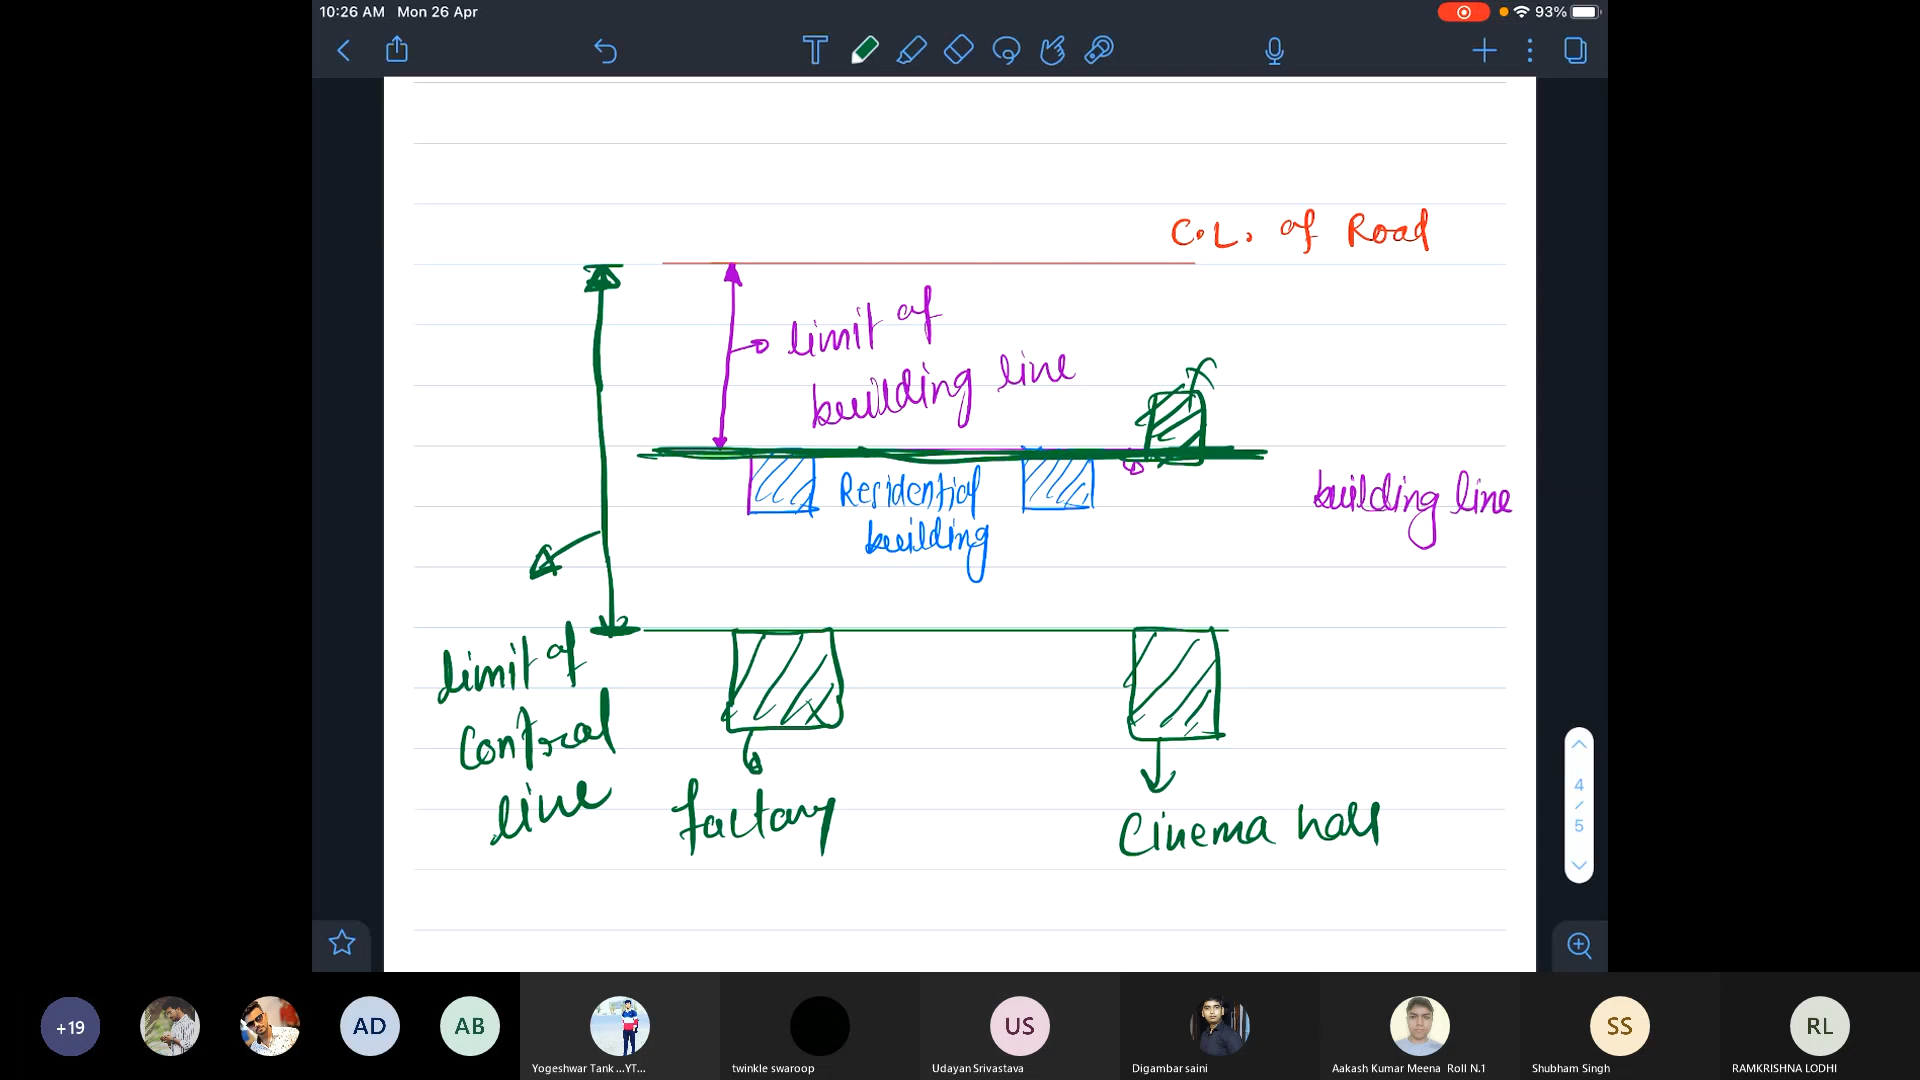 10:26 AM Mon 26 Apr
93%
C.L. of Road
limit of
building line
Residential
building
building line
limit of
Control
line
factory
Cinema hall
4
/
5
+19
AD
AB
US
SS
RL
Yogeshwar Tank ...YT...
twinkle swaroop
Udayan Srivastava
Digambar saini
Aakash Kumar Meena Roll N.1
Shubham Singh
RAMKRISHNA LODHI